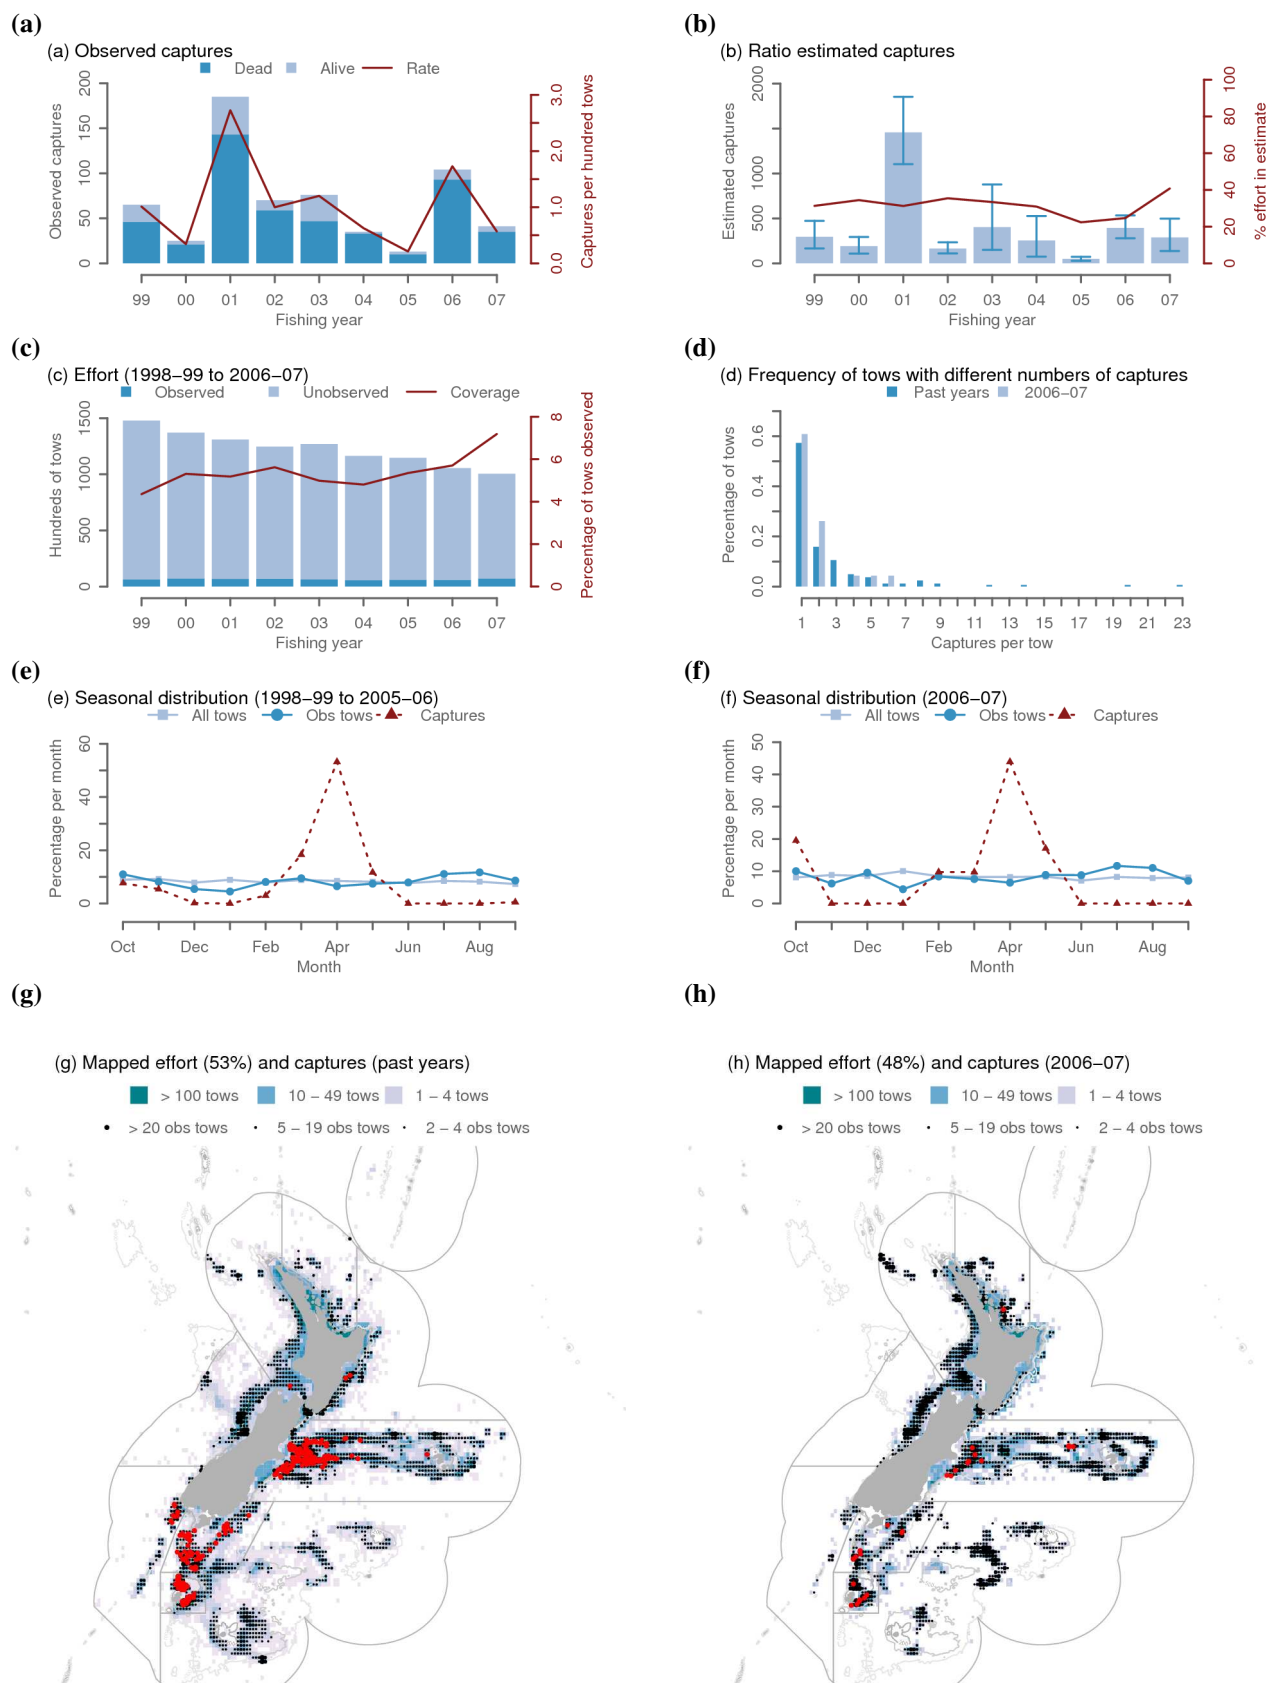 (a)
(a) Observed captures
Dead Alive Rate
Observed captures
0 50 100 150 200
0.0 1.0 2.0 3.0
Captures per hundred tows
99 00 01 02 03 04 05 06 07
Fishing year
(b)
(b) Ratio estimated captures
Estimated captures
0 500 1000 2000
0 20 40 60 80 100
% effort in estimate
99 00 01 02 03 04 05 06 07
Fishing year
(c)
(c) Effort (1998–99 to 2006–07)
Observed Unobserved Coverage
Hundreds of tows
0 500 1000 1500
0 2 4 6 8
Percentage of tows observed
99 00 01 02 03 04 05 06 07
Fishing year
(d)
(d) Frequency of tows with different numbers of captures
Past years 2006–07
Percentage of tows
0.0 0.2 0.4 0.6
1 3 5 7 9 11 13 15 17 19 21 23
Captures per tow
(e)
(e) Seasonal distribution (1998–99 to 2005–06)
All tows Obs tows Captures
Percentage per month
0 20 40 60
Oct Dec Feb Apr Jun Aug
Month
(f)
(f) Seasonal distribution (2006–07)
All tows Obs tows Captures
Percentage per month
0 10 20 30 40 50
Oct Dec Feb Apr Jun Aug
Month
(g)
(g) Mapped effort (53%) and captures (past years)
> 100 tows 10 – 49 tows 1 – 4 tows
> 20 obs tows 5 – 19 obs tows 2 – 4 obs tows
(h)
(h) Mapped effort (48%) and captures (2006–07)
> 100 tows 10 – 49 tows 1 – 4 tows
> 20 obs tows 5 – 19 obs tows 2 – 4 obs tows